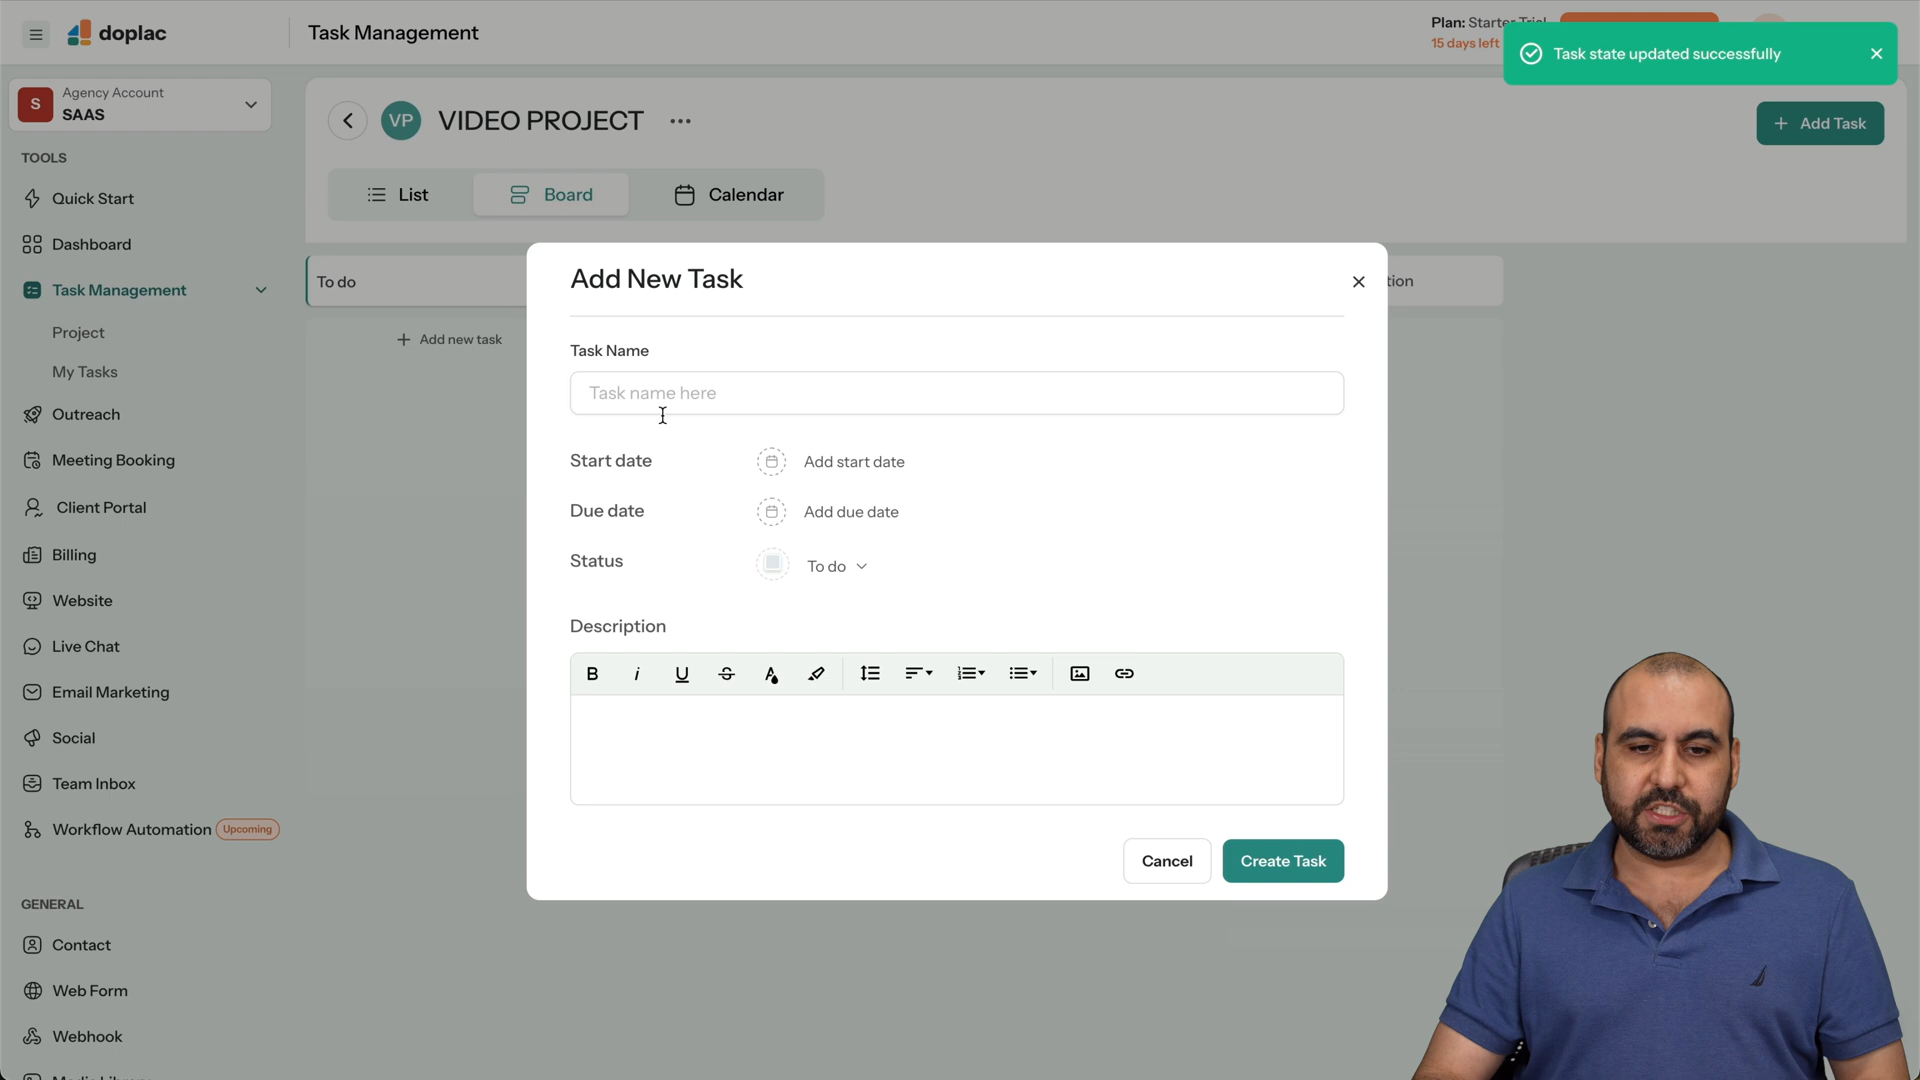 doplac
Task Management
Plan: Starter Trial
15 days left
Task state updated successfully
S
Agency Account
SAAS
VP
VIDEO PROJECT
Add Task
List
Board
Calendar
TOOLS
Quick Start
Dashboard
Task Management
Project
My Tasks
Outreach
Meeting Booking
Client Portal
Billing
Website
Live Chat
Email Marketing
Social
Team Inbox
Workflow Automation
Upcoming
GENERAL
Contact
Web Form
Webhook
To do
Add new task
tion
Add New Task
Task Name
Task name here
Start date
Add start date
Due date
Add due date
Status
To do
Description
B i U S A
Cancel
Create Task